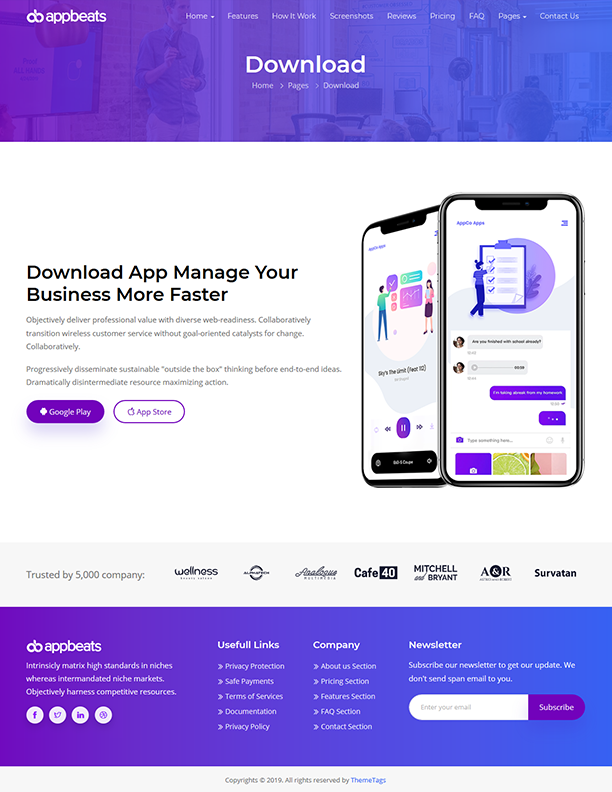 appbeats
Home Features How It Work Screenshots Reviews Pricing FAQ Pages Contact Us
Download
Home Pages Download
Download App Manage Your
Business More Faster
Objectively deliver professional value with diverse web-readiness. Collaboratively
transition wireless customer service without goal-oriented catalysts for change.
Collaboratively.
Progressively disseminate sustainable "outside the box" thinking before end-to-end ideas.
Dramatically disintermediate resource maximizing action.
Google Play App Store
AppCo Apps
Sky's The Limit (Feat 112)
S63-S Coupe
AppCo Apps
Are you finished with school already?
I'm taking abreak from my homework
Type something here...
Trusted by 5,000 company:
wellness
ALPHATECH
Analogue
MULTIMEDIA
Cafe 40
MITCHELL
and BRYANT
A&R
Survatan
appbeats
Intrinsicly matrix high standards in niches
whereas intermandated niche markets.
Objectively harness competitive resources.
Usefull Links
Privacy Protection
Safe Payments
Terms of Services
Documentation
Privacy Policy
Company
About us Section
Pricing Section
Features Section
FAQ Section
Contact Section
Newsletter
Subscribe our newsletter to get our update. We
don't send span email to you.
Enter your email Subscribe
Copyrights © 2019. All rights reserved by ThemeTags